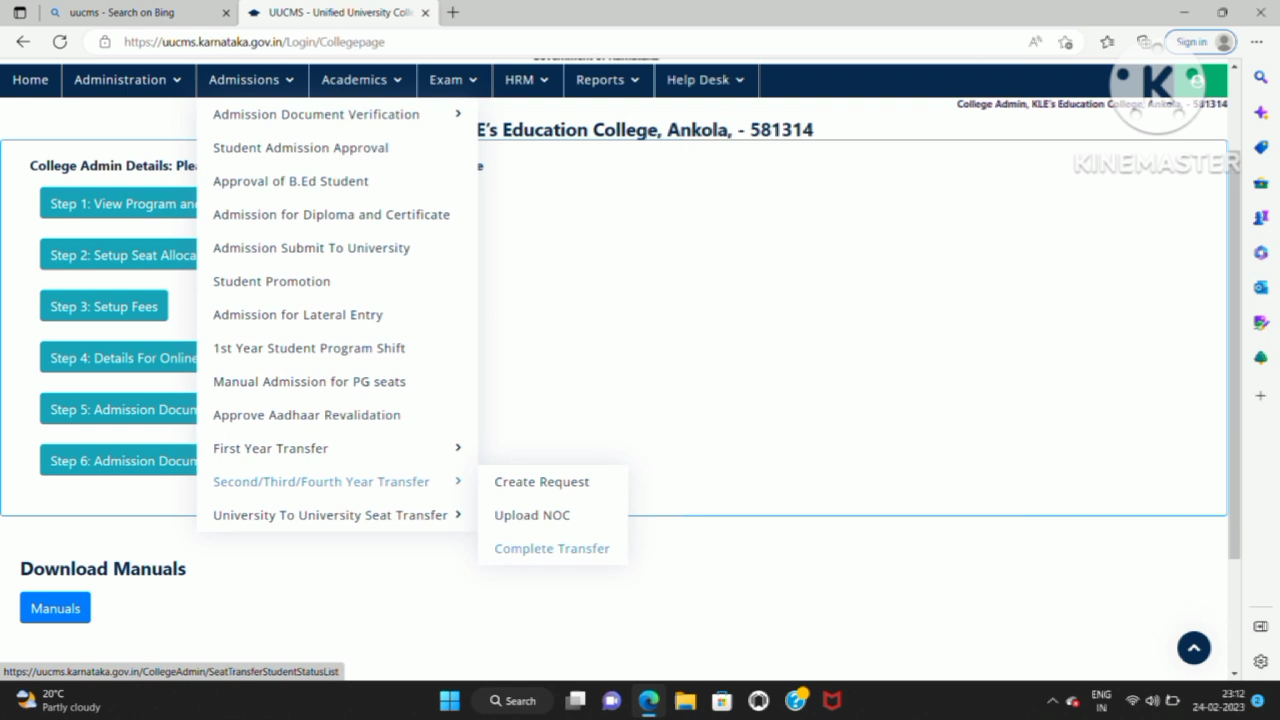 uucms - Search on Bing
UUCMS - Unified University Coll
https://uucms.karnataka.gov.in/Login/Collegepage
Sign in
Home
Administration
Admissions
Academics
Exam
HRM
Reports
Help Desk
K
KINEMASTER
College Admin, KLE's Education College, Ankola, - 581314
E's Education College, Ankola, - 581314
College Admin Details: Plea
e
Step 1: View Program an
Step 2: Setup Seat Alloca
Step 3: Setup Fees
Step 4: Details For Online
Step 5: Admission Docum
Step 6: Admission Docum
Admission Document Verification
Student Admission Approval
Approval of B.Ed Student
Admission for Diploma and Certificate
Admission Submit To University
Student Promotion
Admission for Lateral Entry
1st Year Student Program Shift
Manual Admission for PG seats
Approve Aadhaar Revalidation
First Year Transfer
Second/Third/Fourth Year Transfer
University To University Seat Transfer
Create Request
Upload NOC
Complete Transfer
Download Manuals
Manuals
https://uucms.karnataka.gov.in/CollegeAdmin/SeatTransferStudentStatusList
20°C
Partly cloudy
Search
ENG
IN
23:12
24-02-2023